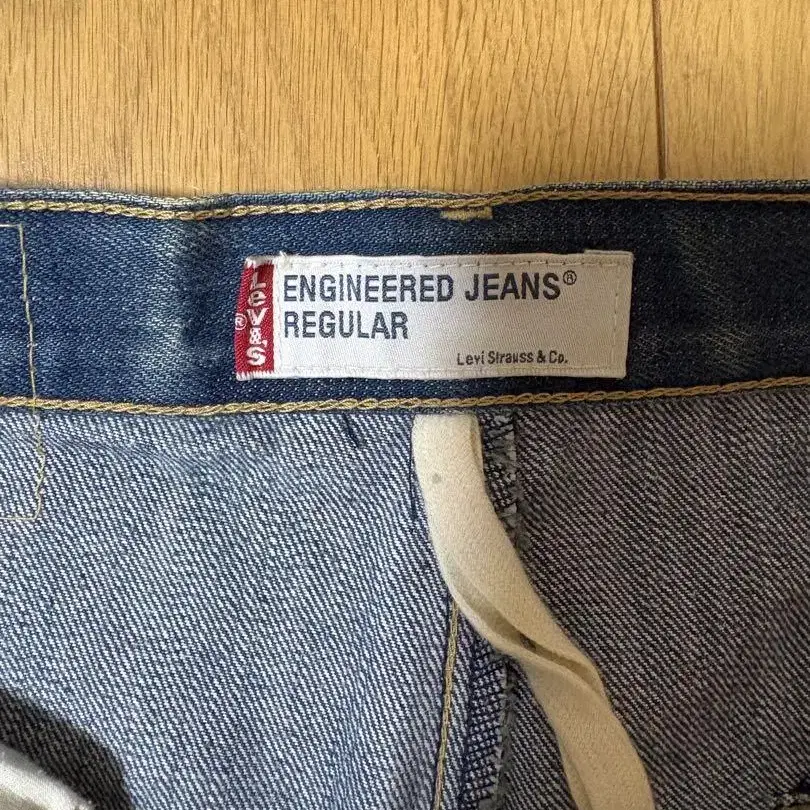 Levi's®
ENGINEERED JEANS®
REGULAR
Levi Strauss & Co.